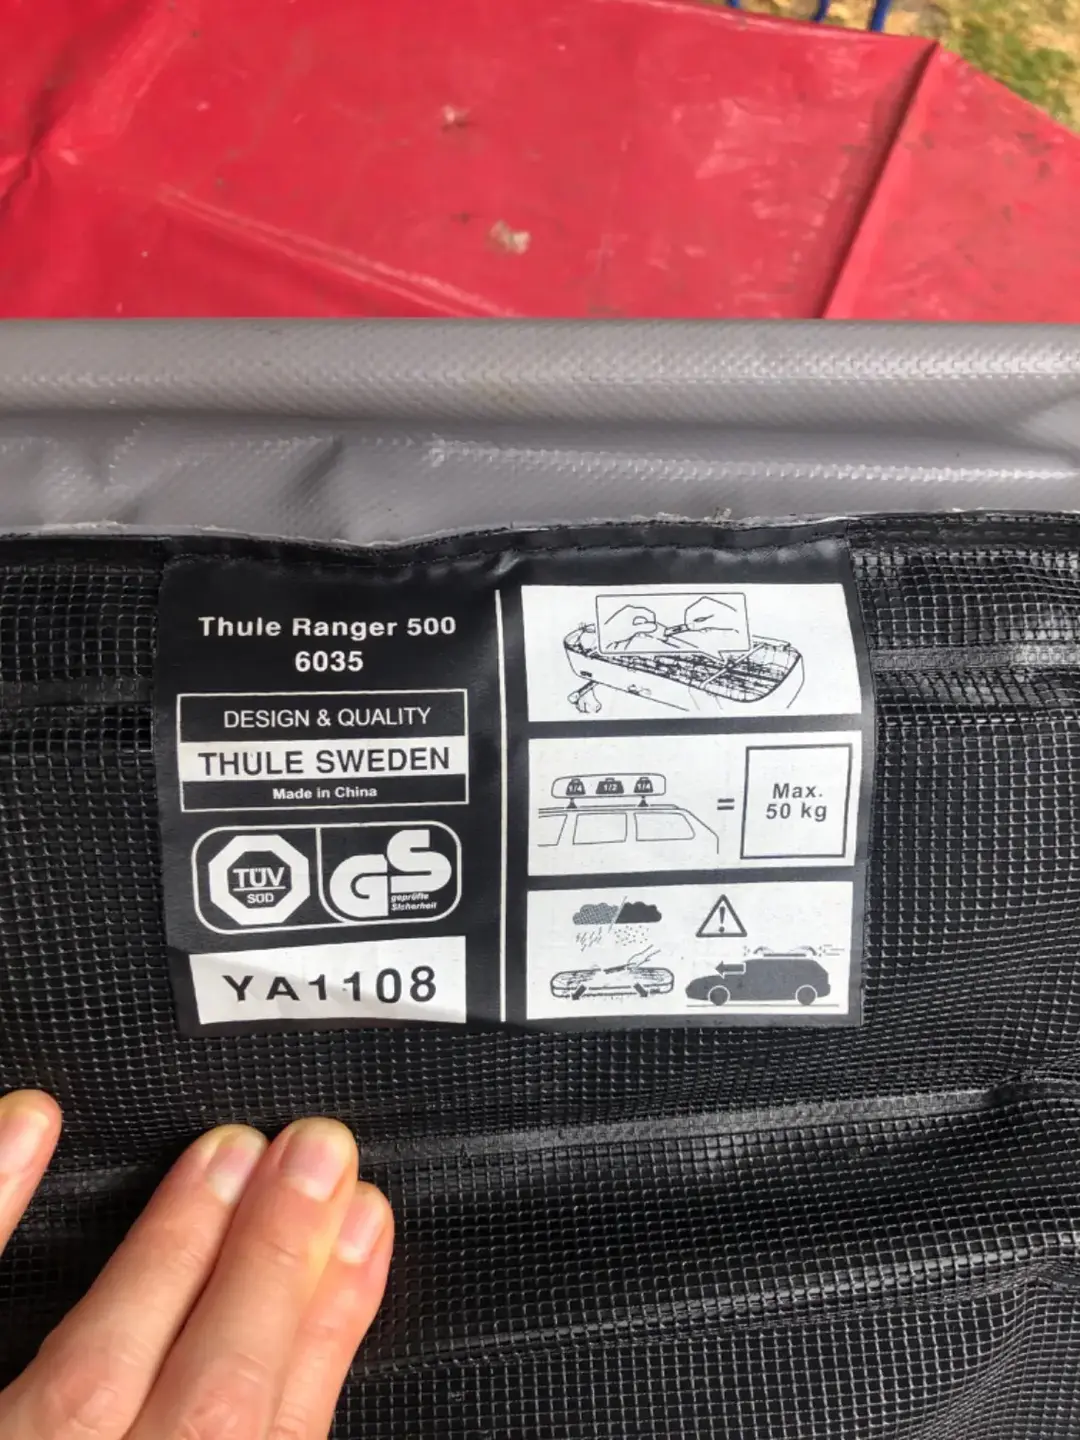 Thule Ranger 500
6035
DESIGN & QUALITY
THULE SWEDEN
Made in China
TÜV
SÜD
GS
geprüfte
Sicherheit
YA1108
1/4 1/2 1/4
=
Max.
50 kg
!